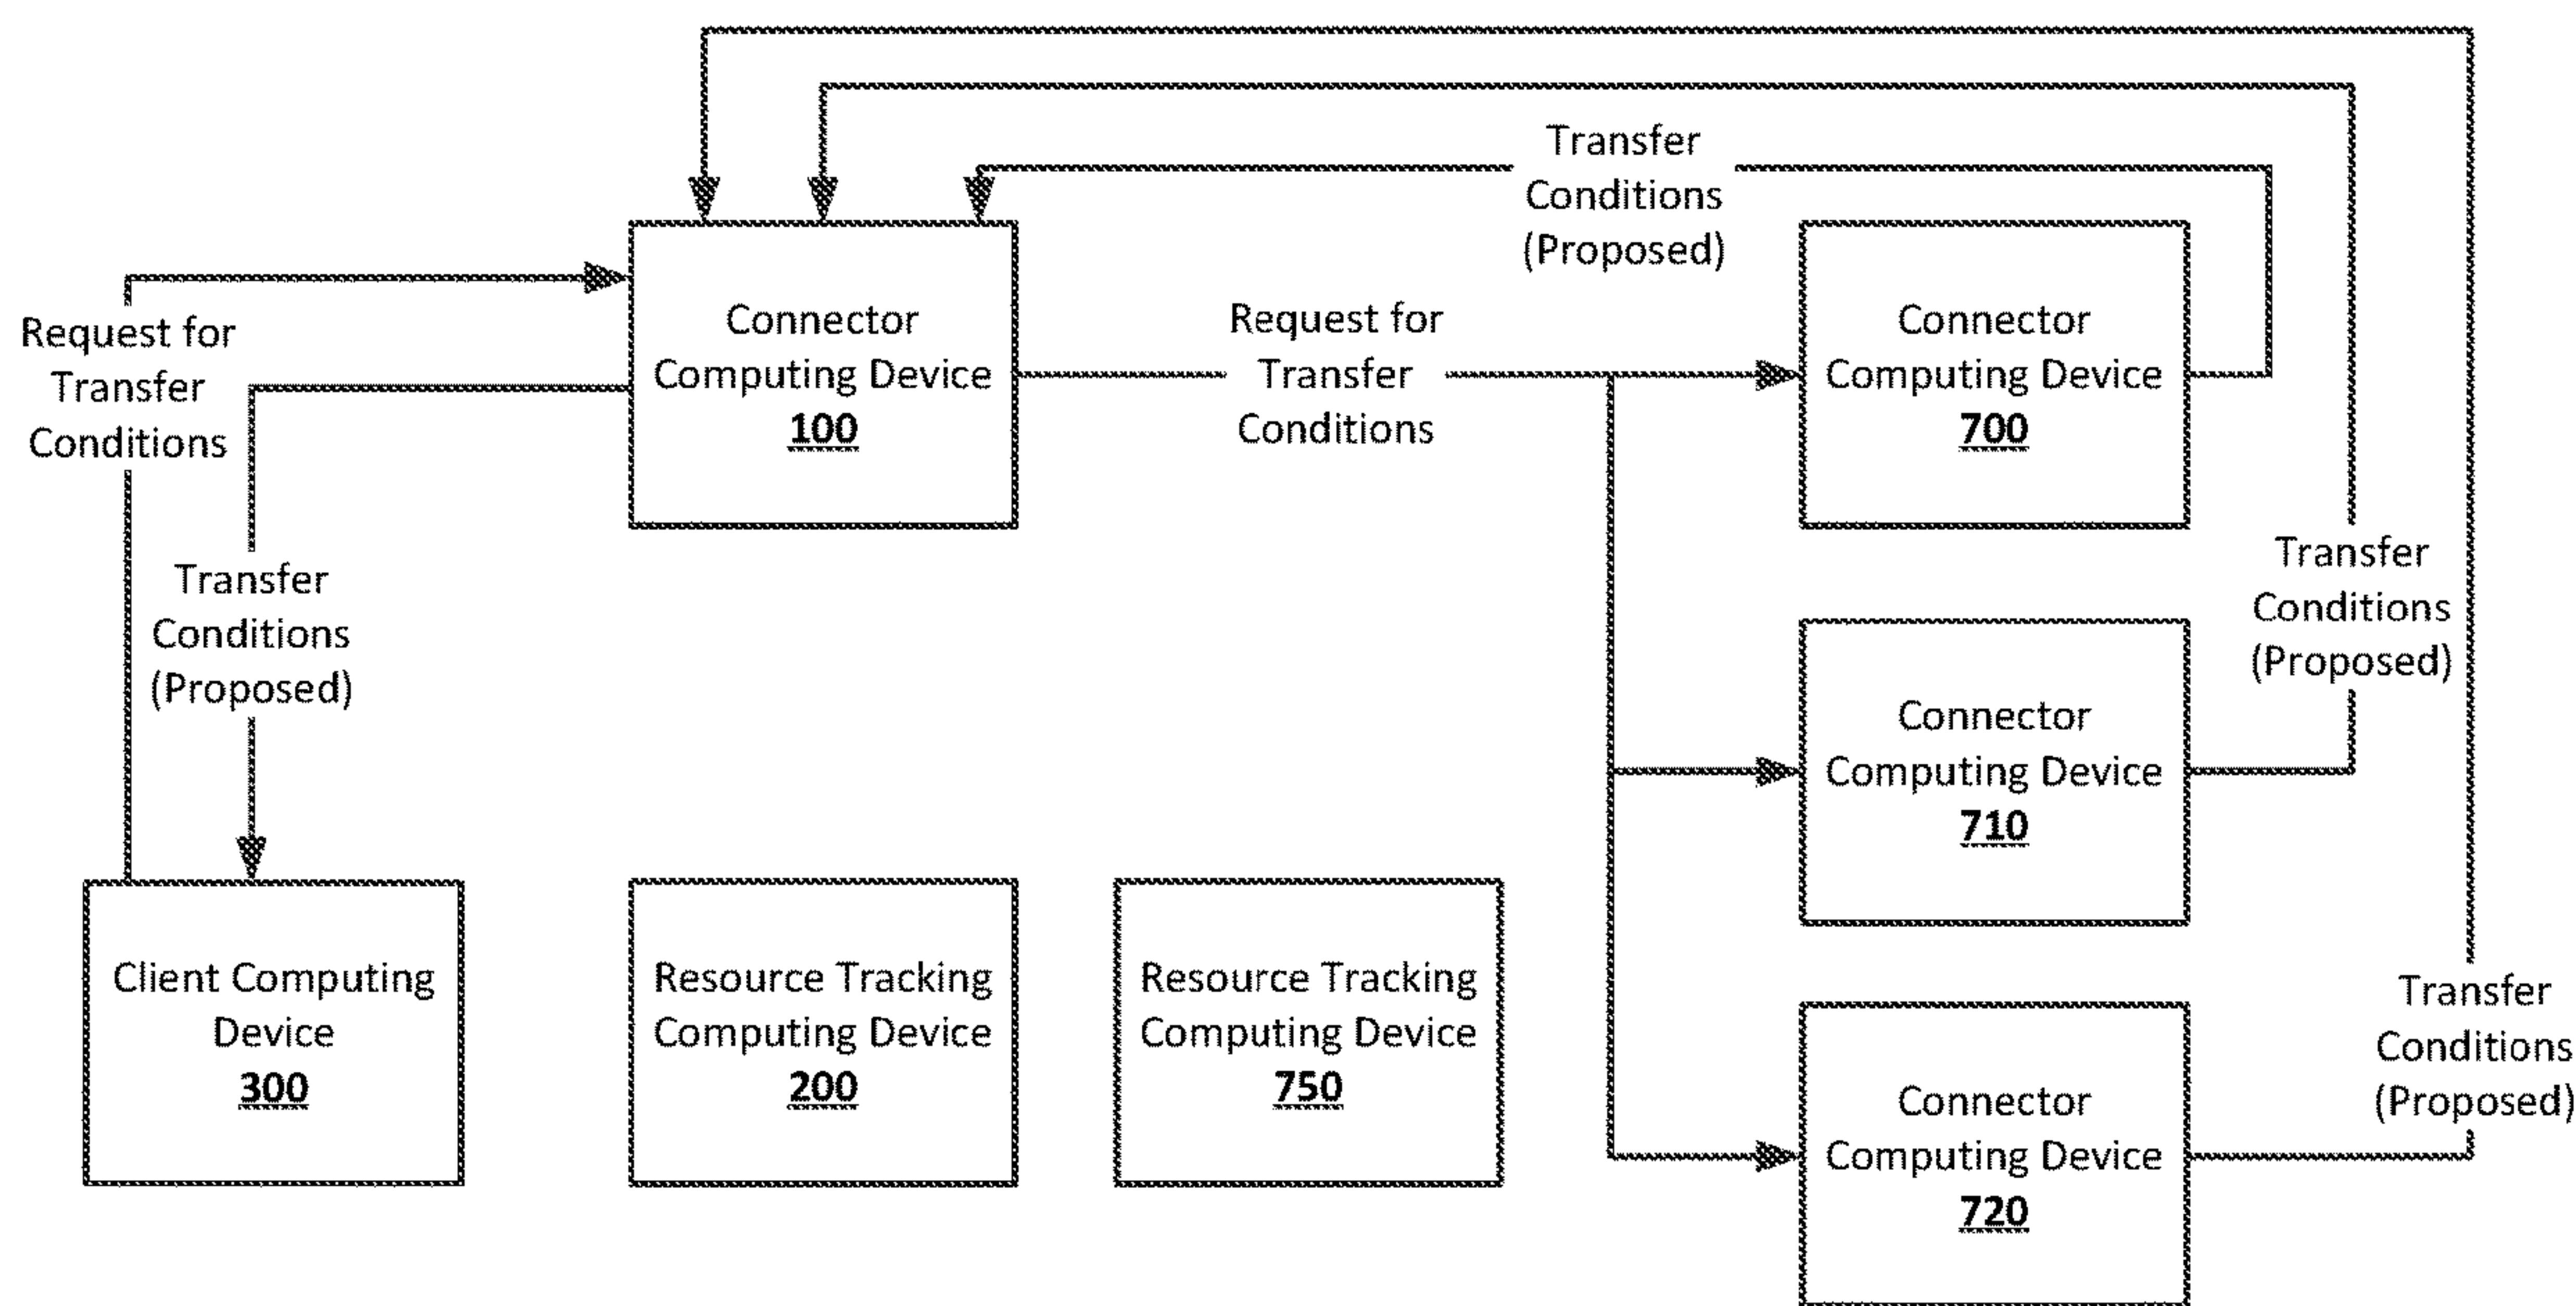 Transfer
Conditions
(Proposed)
Request for
Transfer
Conditions
Connector
Computing Device
100
Request for
Transfer
Conditions
Connector
Computing Device
700
Transfer
Conditions
(Proposed)
Transfer
Conditions
(Proposed)
Connector
Computing Device
710
Client Computing
Device
300
Resource Tracking
Computing Device
200
Resource Tracking
Computing Device
750
Transfer
Conditions
(Proposed)
Connector
Computing Device
720